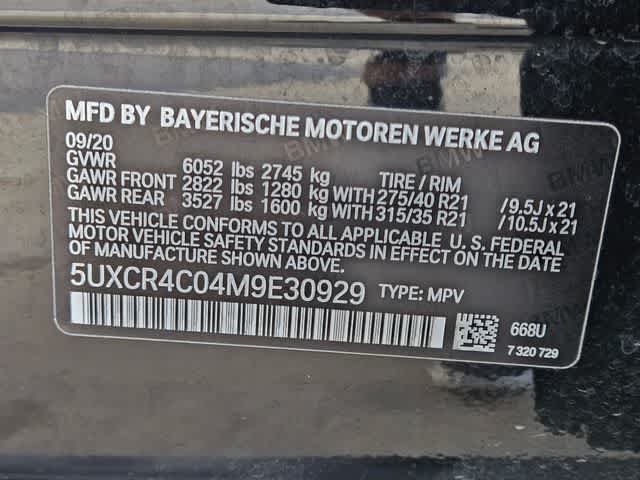 MFD BY BAYERISCHE MOTOREN WERKE AG
09/20
GVWR 6052 lbs 2745 kg TIRE / RIM
GAWR FRONT 2822 lbs 1280 kg WITH 275/40 R21 /9.5J x 21
GAWR REAR 3527 lbs 1600 kg WITH 315/35 R21 /10.5J x 21
THIS VEHICLE CONFORMS TO ALL APPLICABLE U.S. FEDERAL
MOTOR VEHICLE SAFETY STANDARDS IN EFFECT ON THE DATE
OF MANUFACTURE SHOWN ABOVE.
5UXCR4C04M9E30929 TYPE: MPV
668U
7 320 729